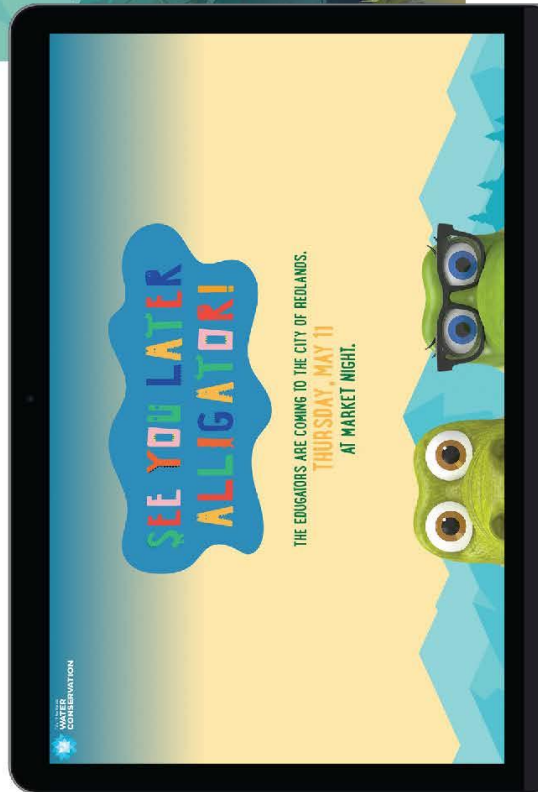 WATER
CONSERVATION
SEE YOU LATER
ALLIGATOR!
THE EDUGATORS ARE COMING TO THE CITY OF REDLANDS.
THURSDAY, MAY 11
AT MARKET NIGHT.